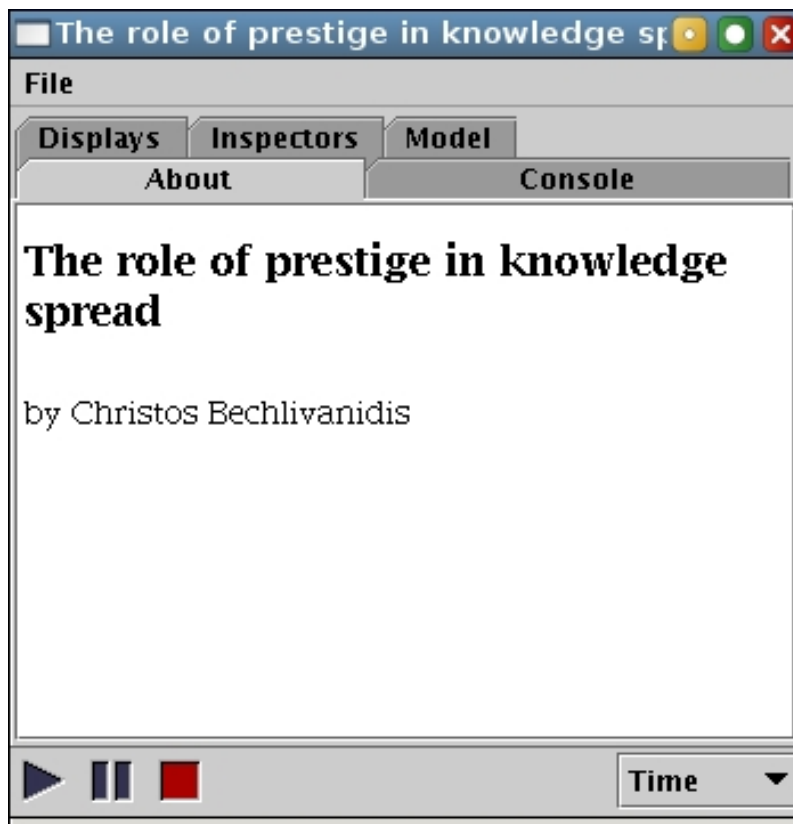 The role of prestige in knowledge
File
Displays Inspectors Model
About Console
The role of prestige in knowledge
spread
by Christos Bechlivanidis
Time